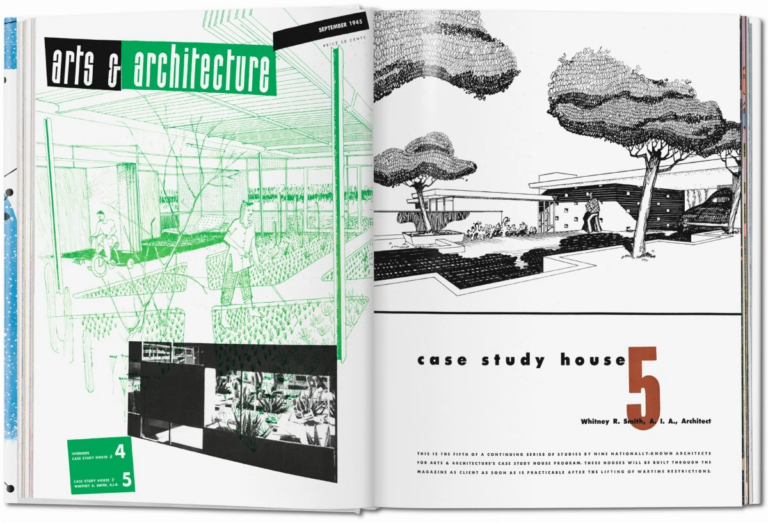 SEPTEMBER 1945
PRICE 50 CENTS
arts & architecture
INTERIORS
CASE STUDY HOUSE # 4
CASE STUDY HOUSE # 5
WHITNEY R. SMITH, A.I.A.
case study house 5
Whitney R. Smith, A. I. A., Architect
THIS IS THE FIFTH OF A CONTINUING SERIES OF STUDIES BY NINE NATIONALLY-KNOWN ARCHITECTS
FOR ARTS & ARCHITECTURE'S CASE STUDY HOUSE PROGRAM. THESE HOUSES WILL BE BUILT THROUGH THE
MAGAZINE AS CLIENT AS SOON AS IS PRACTICABLE AFTER THE LIFTING OF WARTIME RESTRICTIONS.